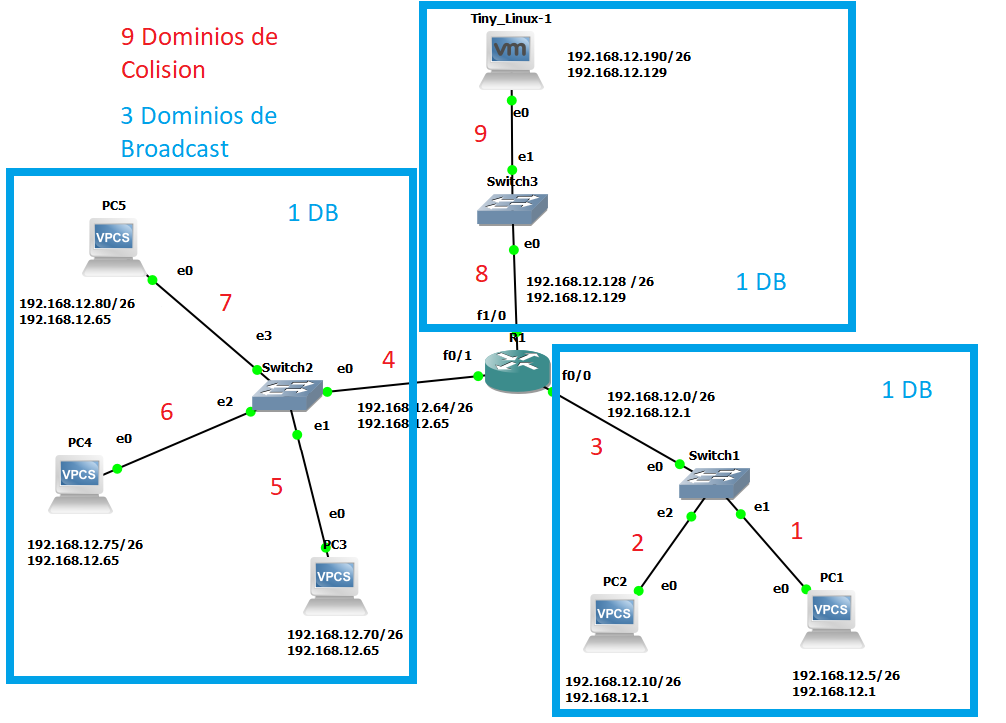 9 Dominios de
Colision
3 Dominios de
Broadcast
Tiny_Linux-1
vm
192.168.12.190/26
192.168.12.129
e0
9
e1
Switch3
e0
8
192.168.12.128 /26
192.168.12.129
1 DB
f1/0
R1
PC5
1 DB
VPCS
e0
192.168.12.80/26
192.168.12.65
7
e3
Switch2
e0
4
f0/1
192.168.12.64/26
192.168.12.65
e2
6
e1
PC4
e0
VPCS
192.168.12.75/26
192.168.12.65
5
e0
PC3
VPCS
192.168.12.70/26
192.168.12.65
f0/0
1 DB
192.168.12.0/26
192.168.12.1
3
Switch1
e0
e2
e1
2
1
PC2
e0
VPCS
192.168.12.10/26
192.168.12.1
e0
PC1
VPCS
192.168.12.5/26
192.168.12.1